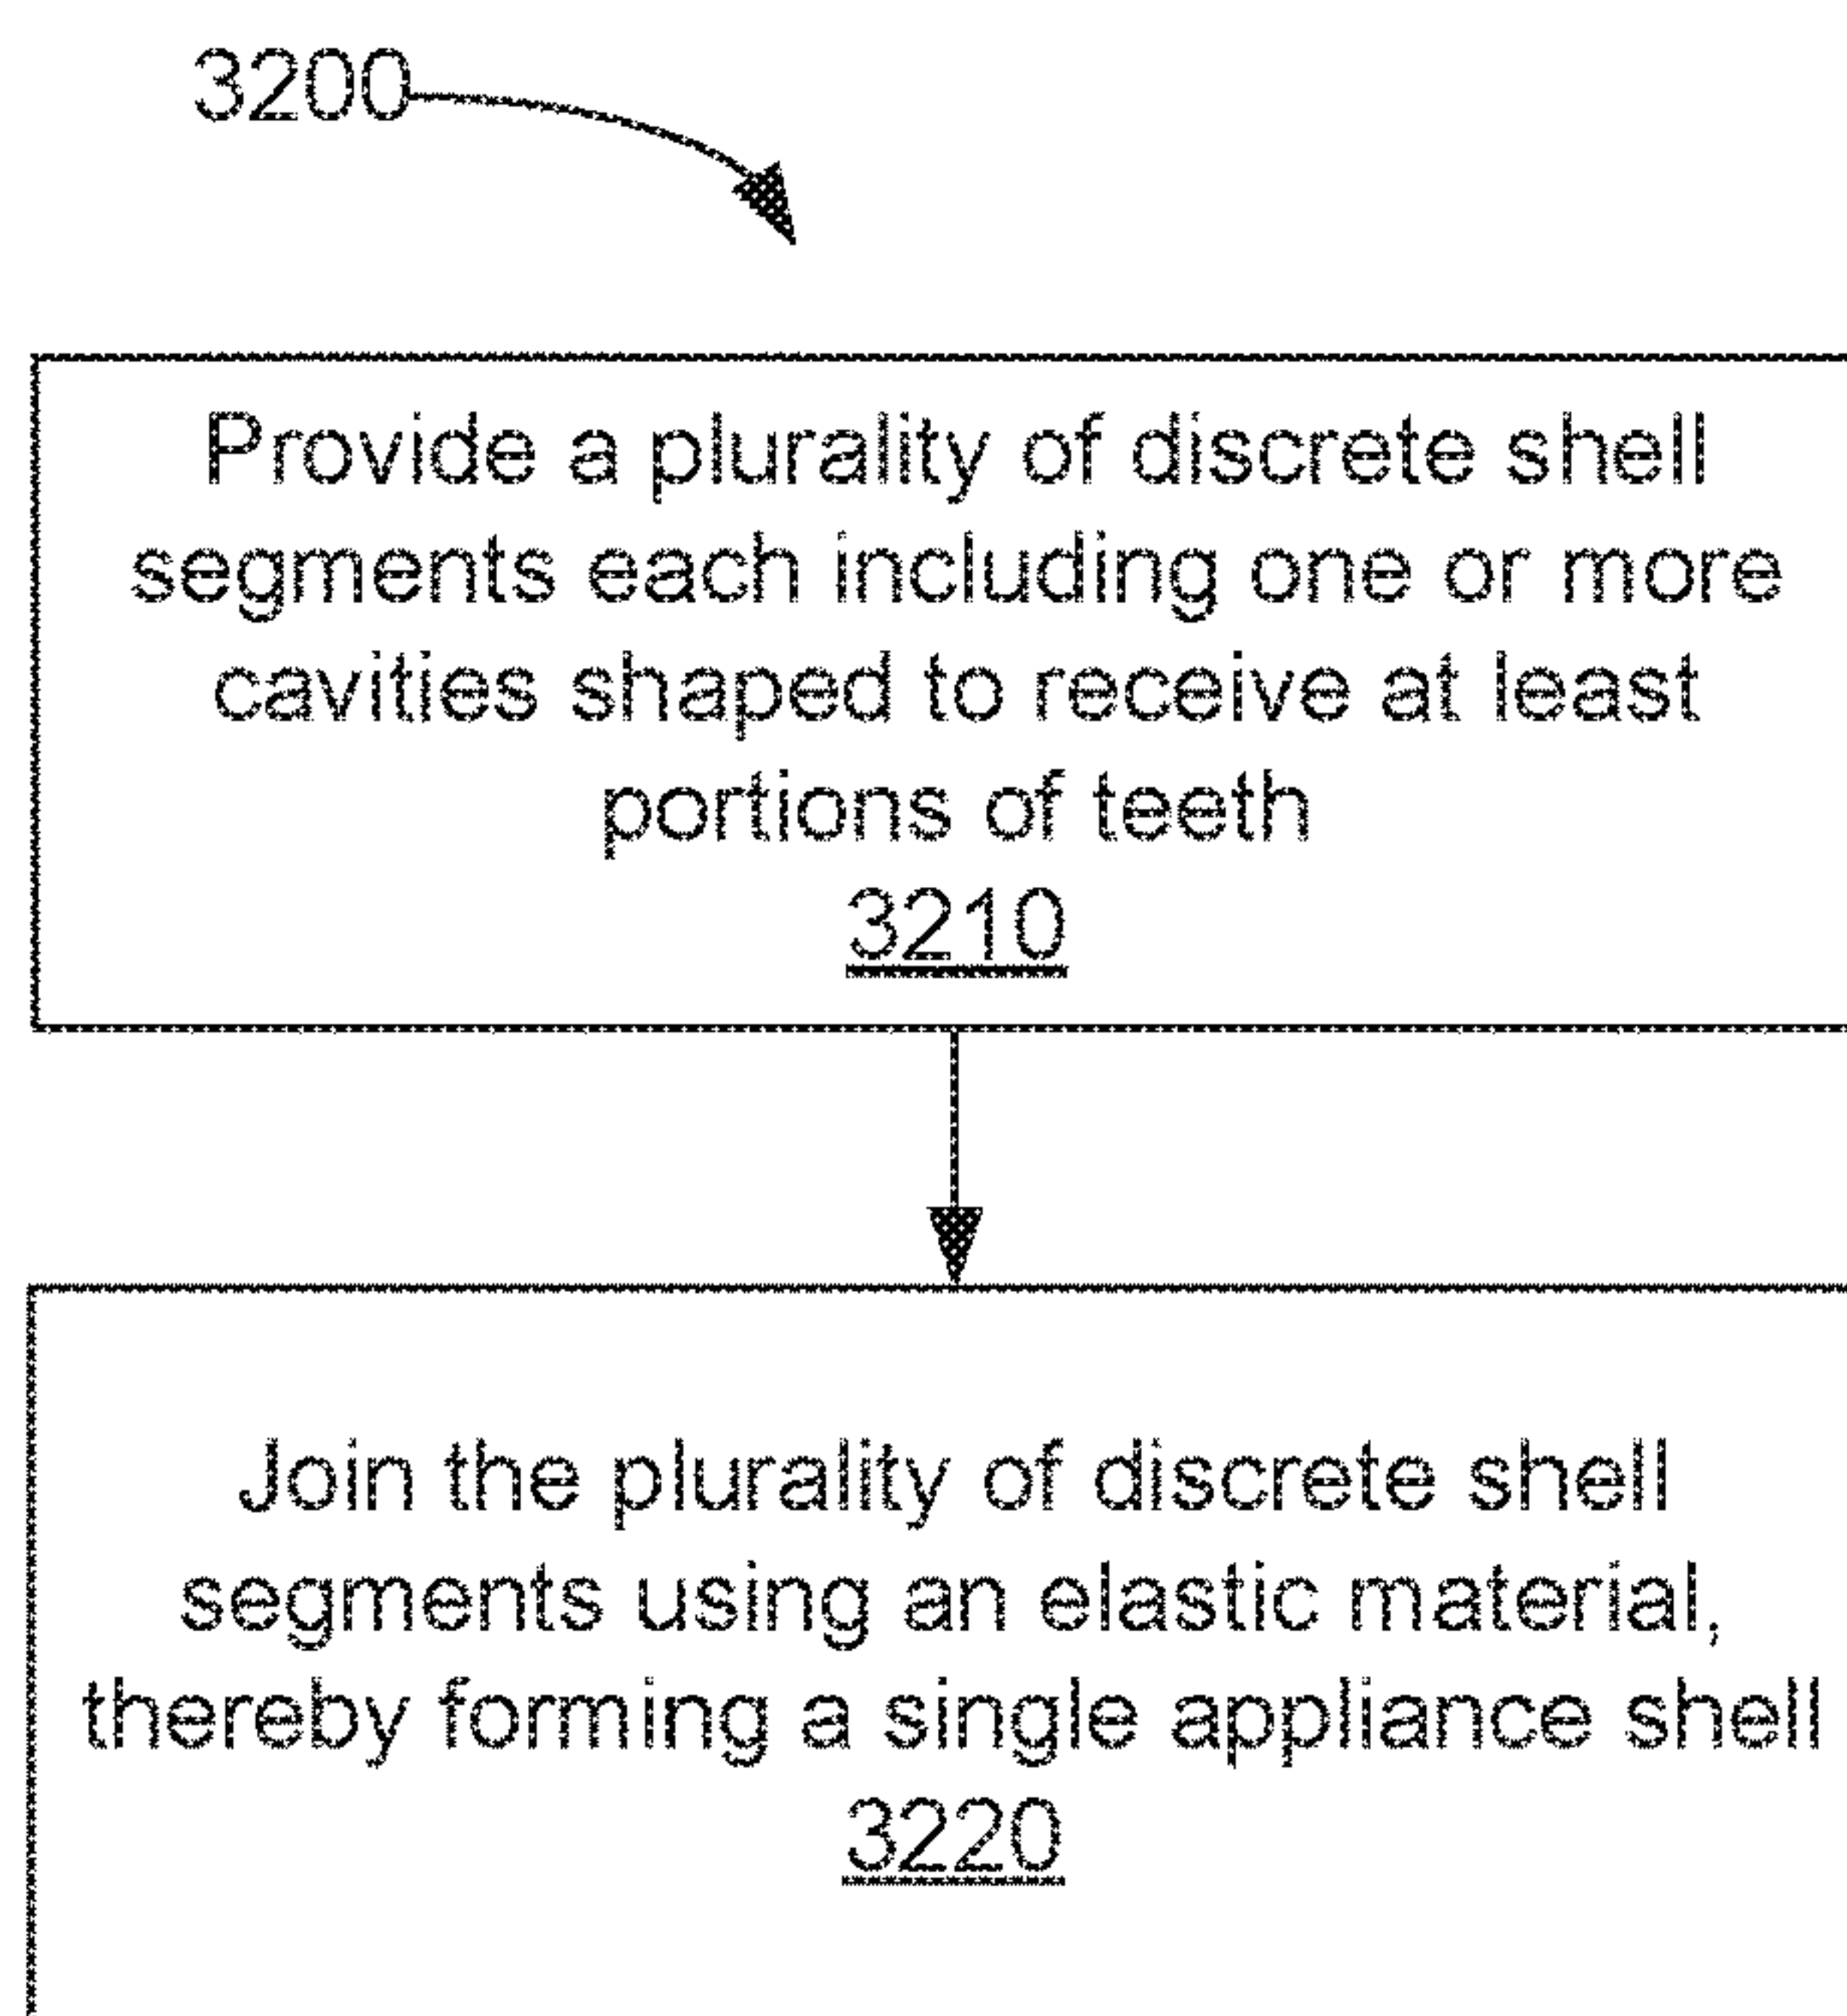 3200
Provide a plurality of discrete shell
segments each including one or more
cavities shaped to receive at least
portions of teeth
3210
Join the plurality of discrete shell
segments using an elastic material,
thereby forming a single appliance shell
3220